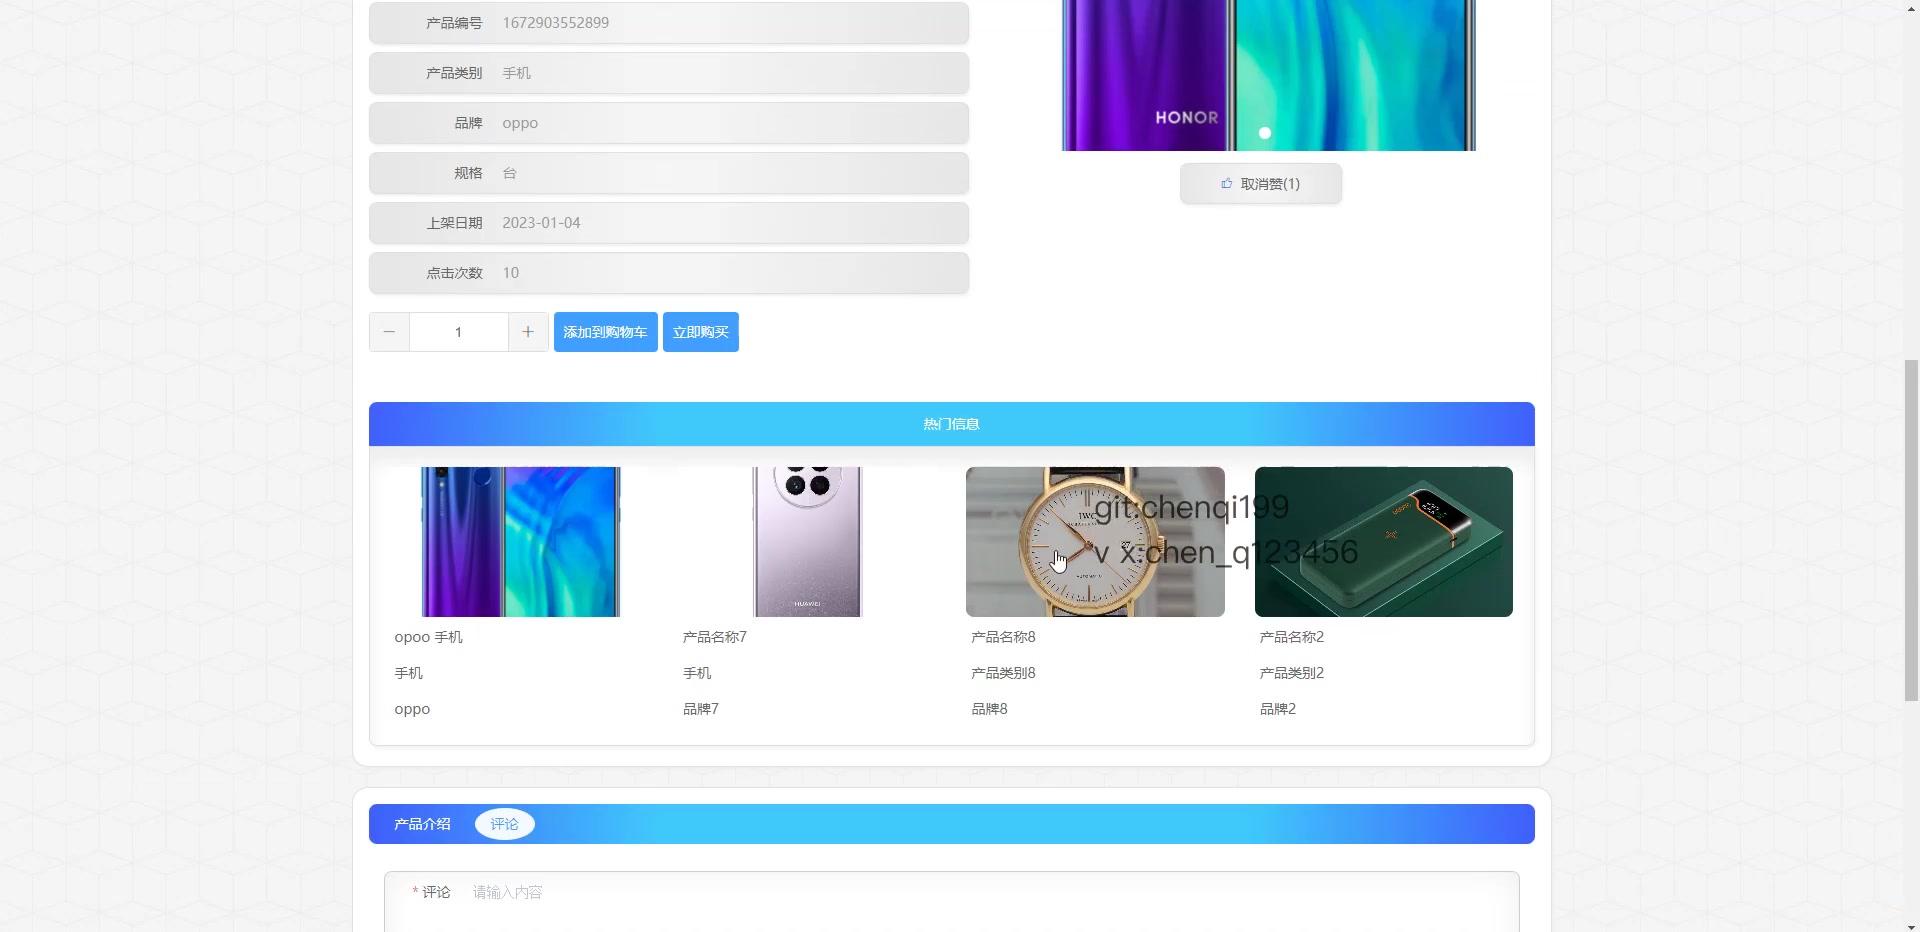 产品编号 1672903552899
产品类别 手机
品牌 oppo
规格 台
上架日期 2023-01-04
点击次数 10
HONOR
取消赞(1)
1 添加到购物车 立即购买
热门信息
HUAWEI
IWC
27
git:chenqi199
v x:chen_q123456
opoo 手机
手机
oppo
产品名称7
手机
品牌7
产品名称8
产品类别8
品牌8
产品名称2
产品类别2
品牌2
产品介绍 评论
* 评论 请输入内容